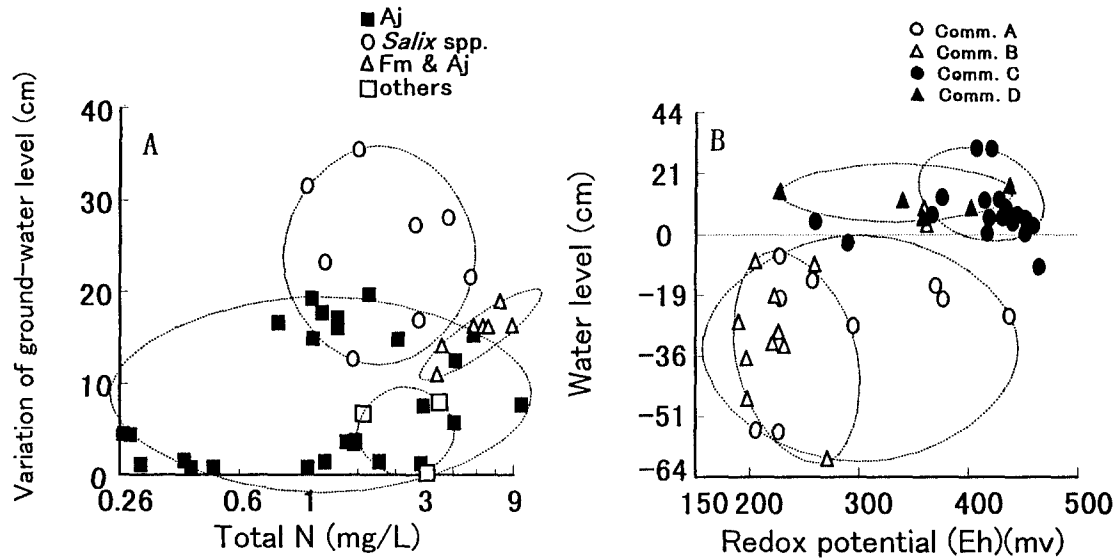 Aj
Salix spp.
Fm & Aj
others
A
Variation of ground-water level (cm)
40
30
20
10
0
0.26 0.6 1 3 9
Total N (mg/L)
Comm. A
Comm. B
Comm. C
Comm. D
B
Water level (cm)
44
21
0
-19
-36
-51
-64
150 200 300 400 500
Redox potential (Eh)(mv)